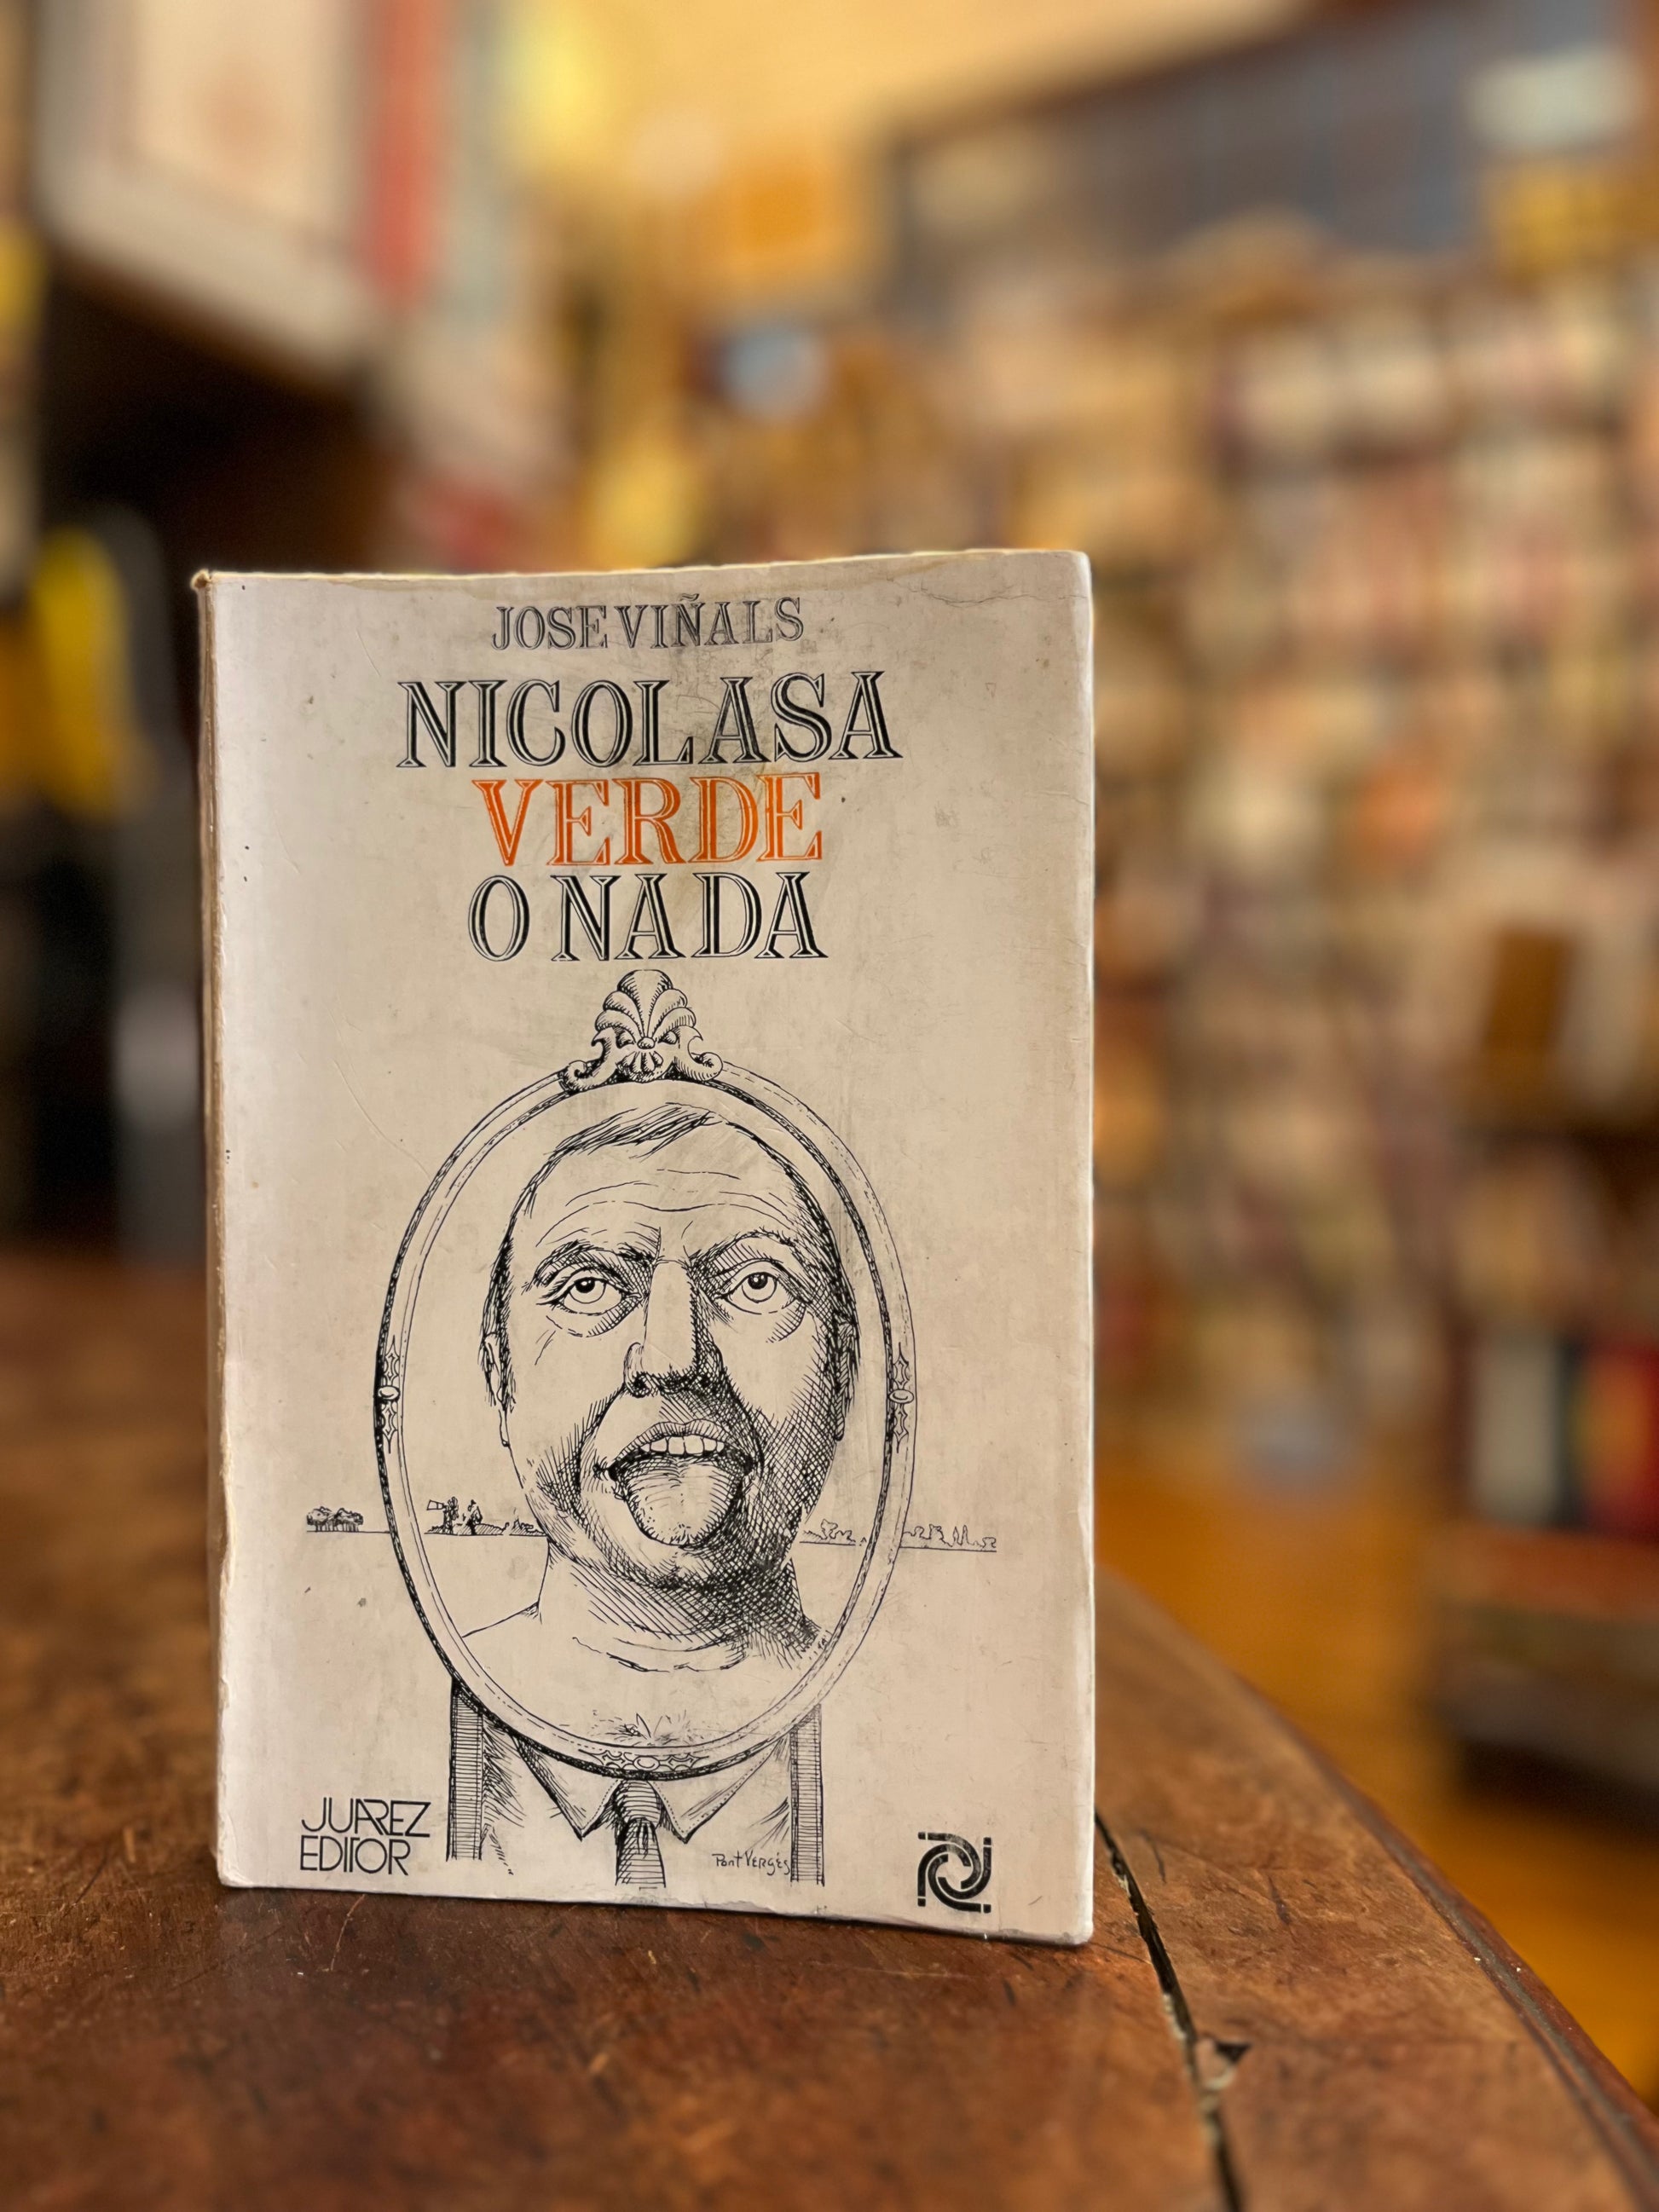 JOSE VIÑALS
NICOLASA
VERDE
O NADA
Pont Vergés
JUAREZ
EDITOR